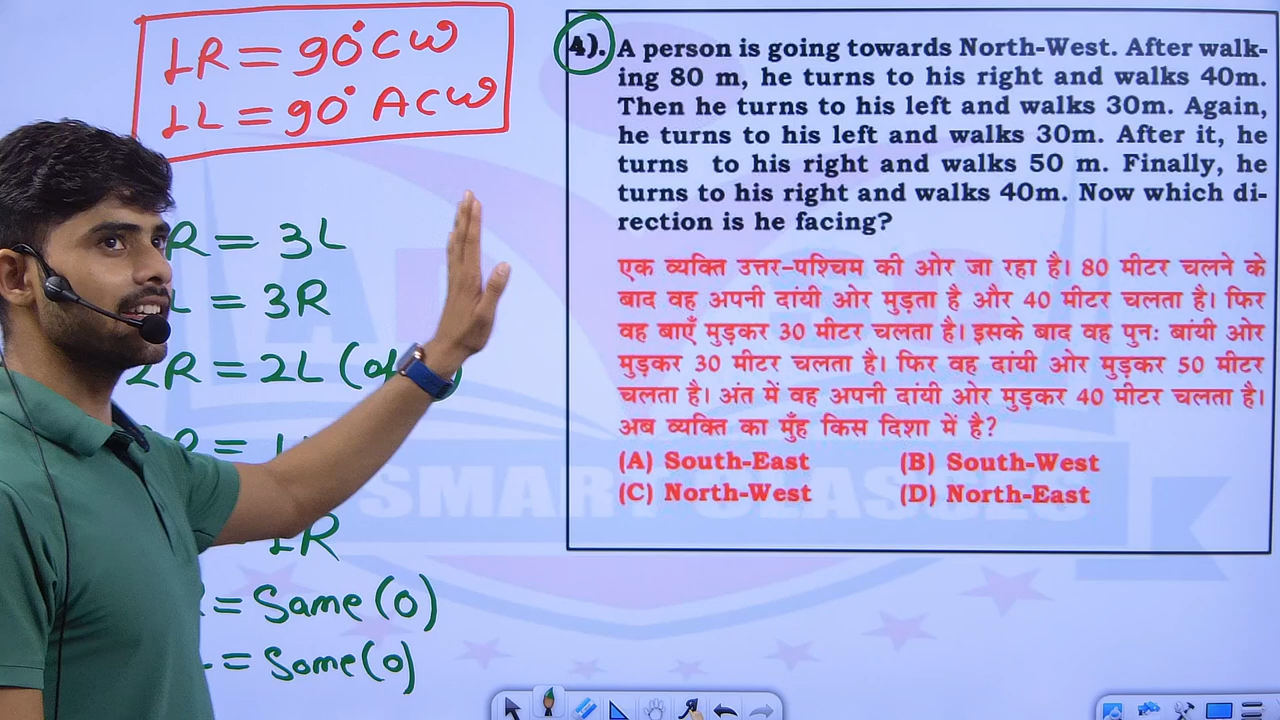 1R = 90° CW
1L = 90° ACW
R = 3L
L = 3R
2R = 2L
1R
= Same (0)
= Same (0)
4). A person is going towards North-West. After walk-
ing 80 m, he turns to his right and walks 40m.
Then he turns to his left and walks 30m. Again,
he turns to his left and walks 30m. After it, he
turns to his right and walks 50 m. Finally, he
turns to his right and walks 40m. Now which di-
rection is he facing?
एक व्यक्ति उत्तर-पश्चिम की ओर जा रहा है। 80 मीटर चलने के
बाद वह अपनी दांयी ओर मुड़ता है और 40 मीटर चलता है। फिर
वह बाएँ मुड़कर 30 मीटर चलता है। इसके बाद वह पुनः बांयी ओर
मुड़कर 30 मीटर चलता है। फिर वह दांयी ओर मुड़कर 50 मीटर
चलता है। अंत में वह अपनी दांयी ओर मुड़कर 40 मीटर चलता है।
अब व्यक्ति का मुँह किस दिशा में है?
(A) South-East (B) South-West
(C) North-West (D) North-East
SMART CLASSES